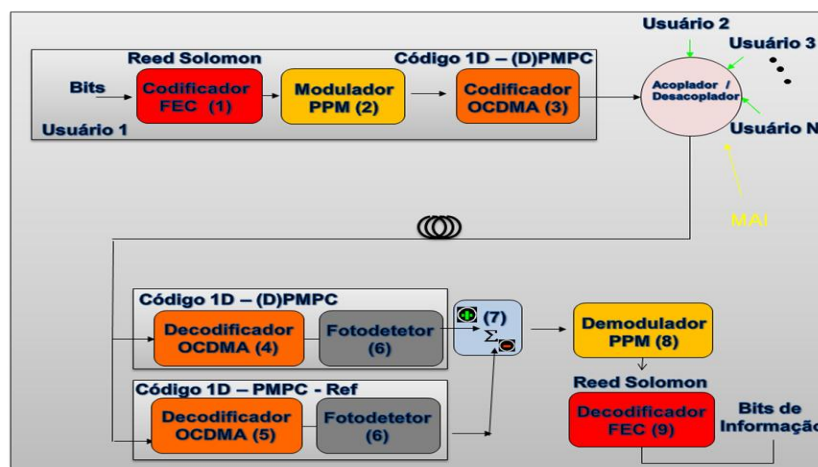 Usuário 2
Usuário 3
Usuário N
Acoplador /
Desacoplador
MAI
Reed Solomon
Código 1D – (D)PMPC
Bits
Usuário 1
Codificador
FEC (1)
Modulador
PPM (2)
Codificador
OCDMA (3)
Código 1D – (D)PMPC
Decodificador
OCDMA (4)
Fotodetetor
(6)
(7)
Σ
Demodulador
PPM (8)
Código 1D – PMPC - Ref
Decodificador
OCDMA (5)
Fotodetetor
(6)
Reed Solomon
Decodificador
FEC (9)
Bits de
Informação